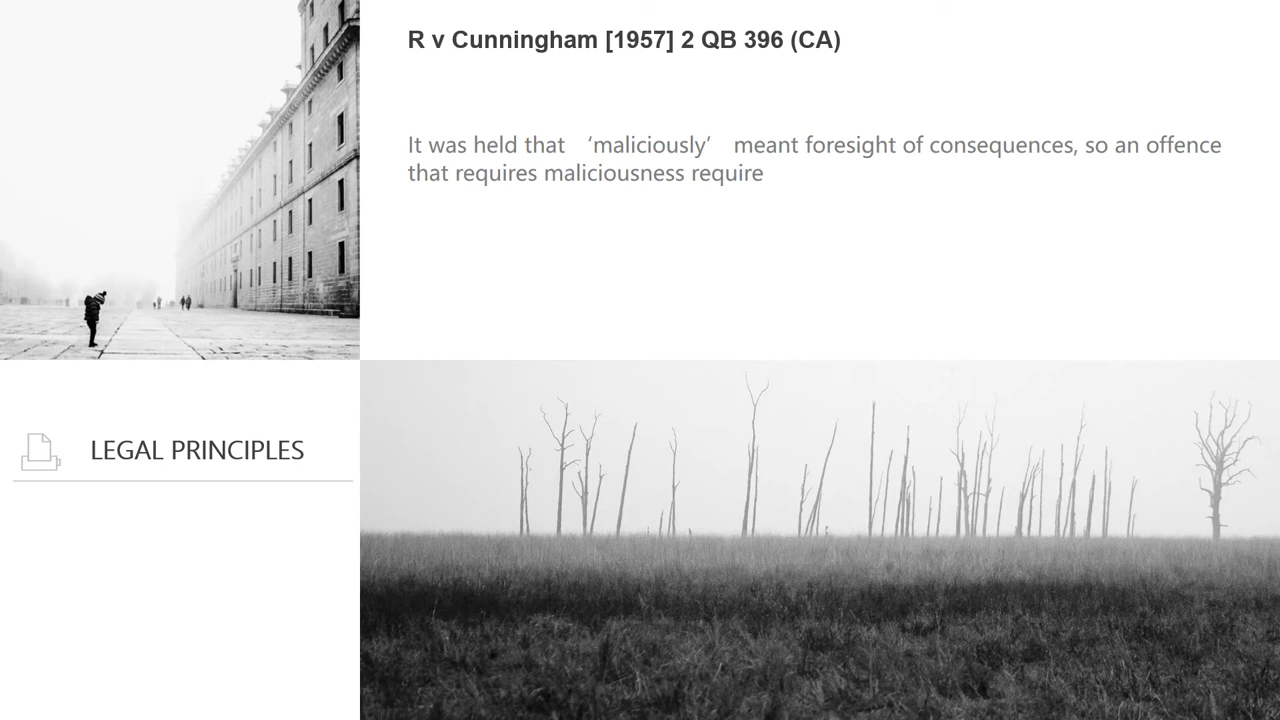 R v Cunningham [1957] 2 QB 396 (CA)
It was held that ‘maliciously’ meant foresight of consequences, so an offence
that requires maliciousness require
LEGAL PRINCIPLES